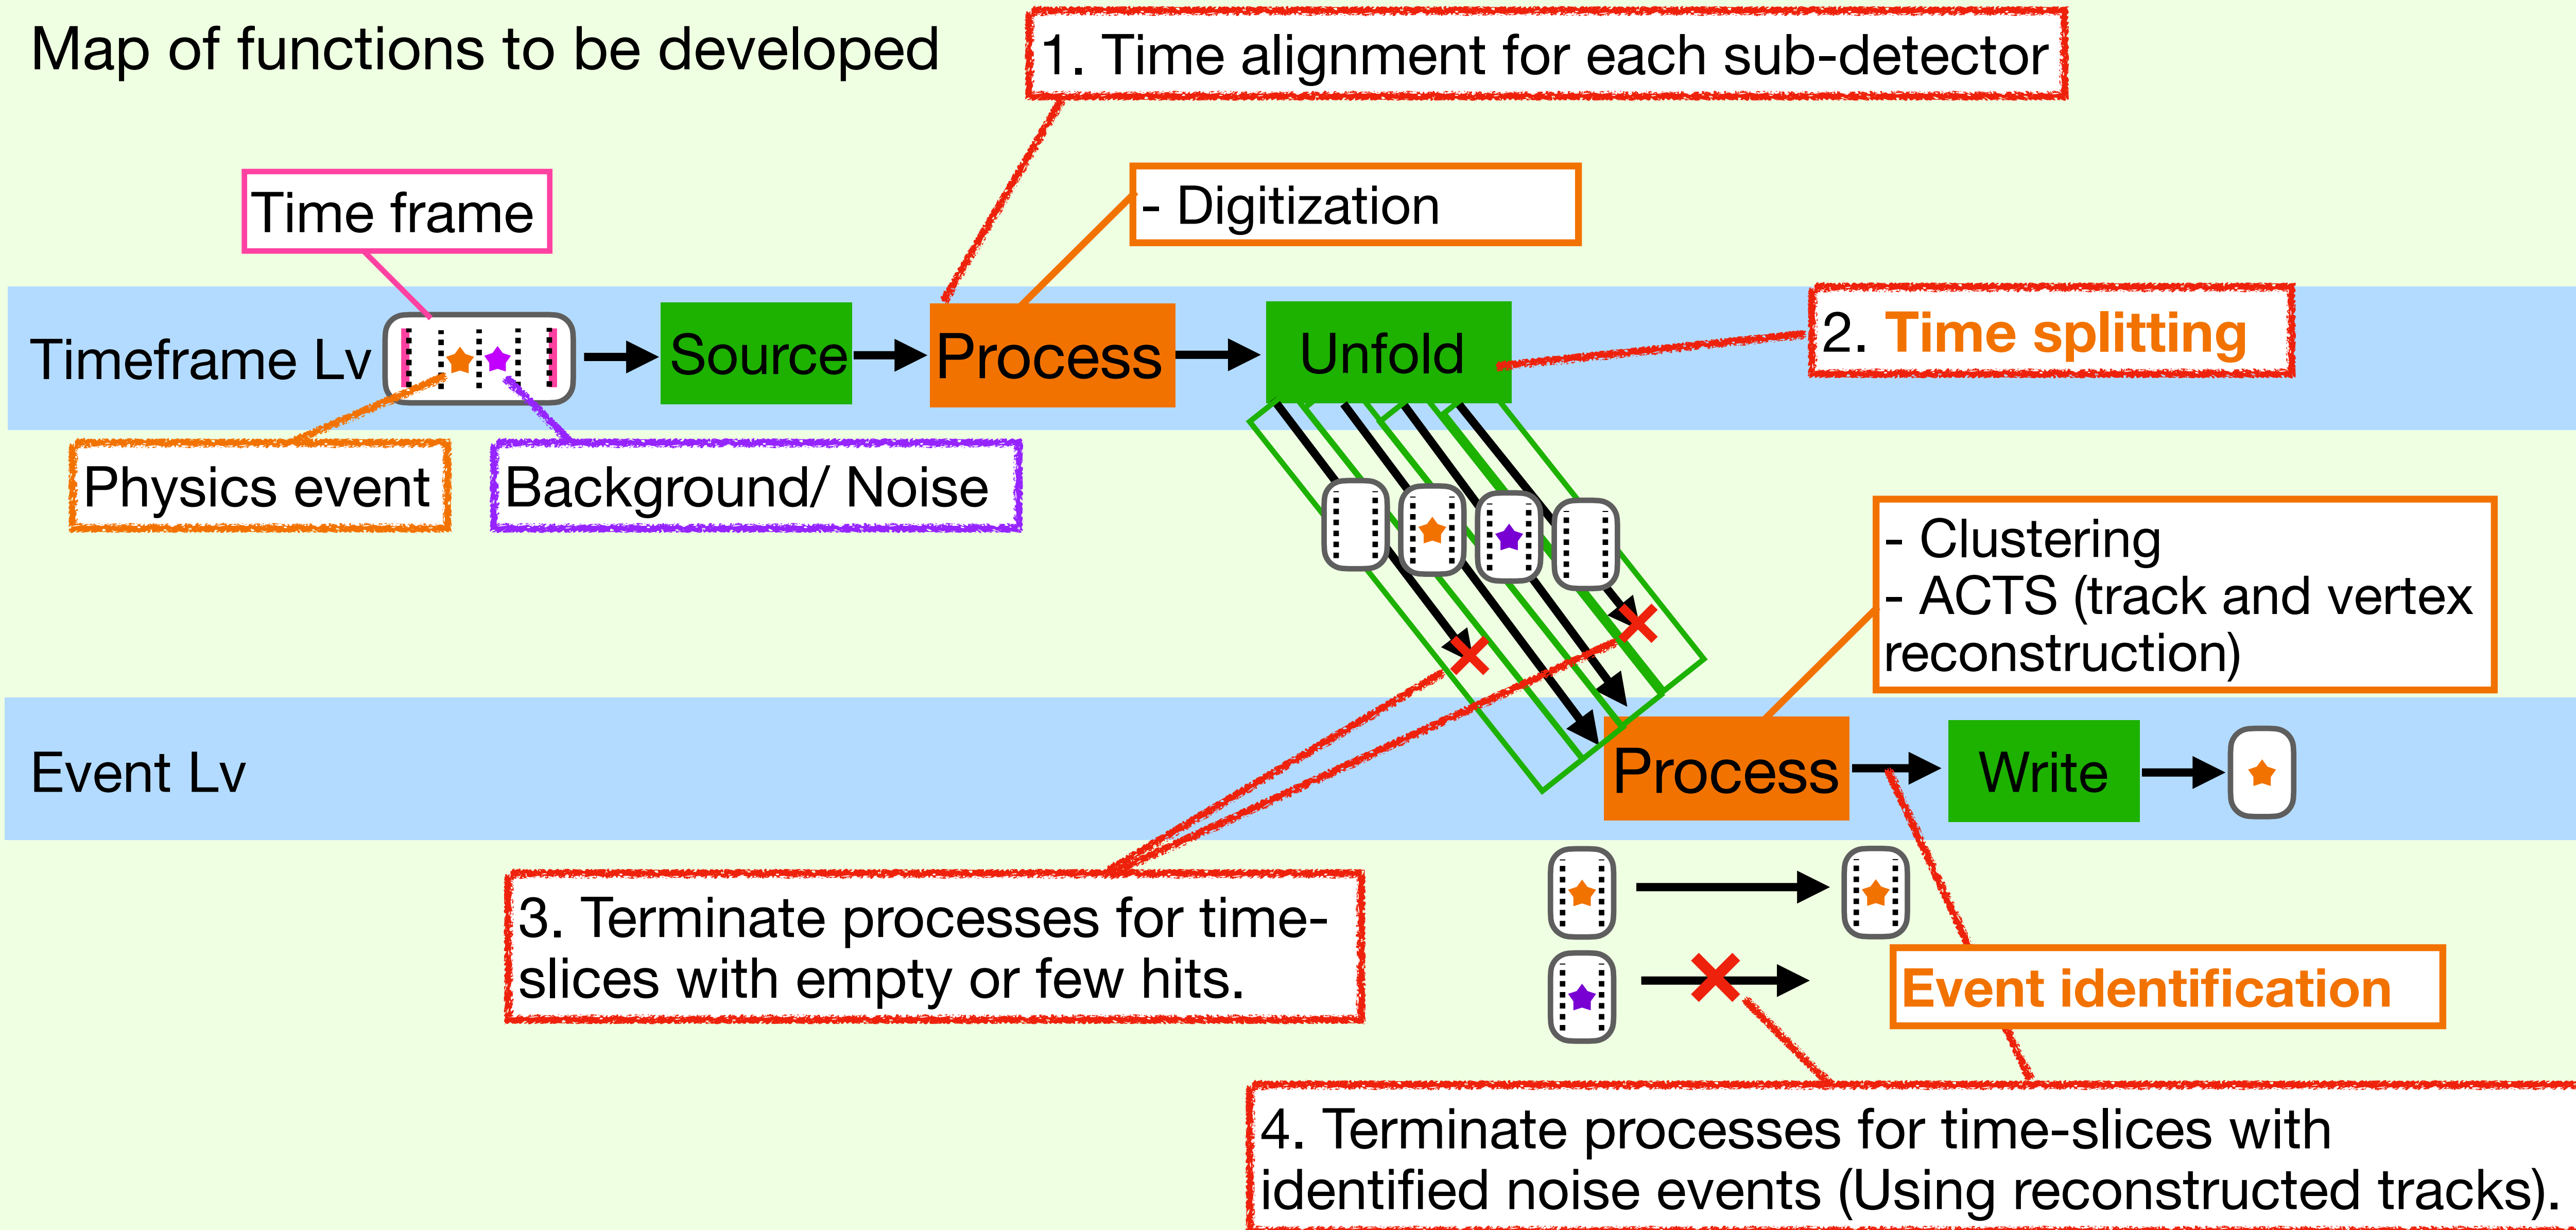 Map of functions to be developed
1. Time alignment for each sub-detector
Time frame
- Digitization
Timeframe Lv
Source
Process
Unfold
2. Time splitting
Physics event
Background/ Noise
- Clustering
- ACTS (track and vertex
reconstruction)
Event Lv
Process
Write
3. Terminate processes for time-
slices with empty or few hits.
Event identification
4. Terminate processes for time-slices with
identified noise events (Using reconstructed tracks).